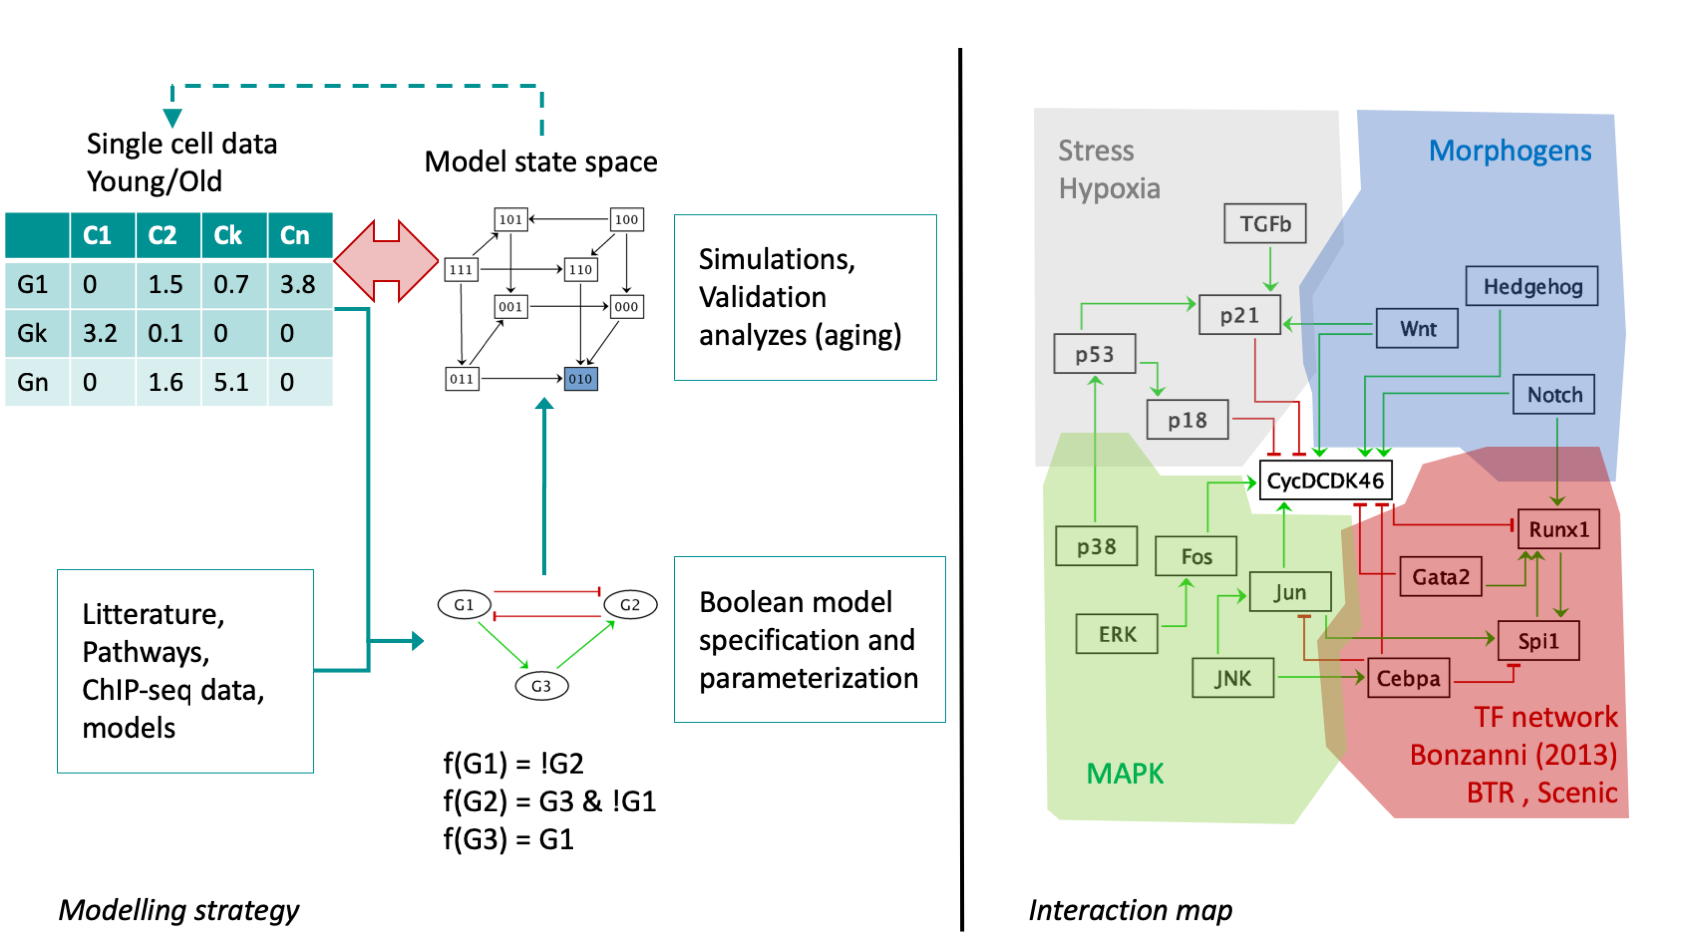 Single cell data
Young/Old
Model state space
C1 C2 Ck Cn
G1 0 1.5 0.7 3.8
Gk 3.2 0.1 0 0
Gn 0 1.6 5.1 0
101 100
111 110
001 000
011 010
Simulations,
Validation
analyzes (aging)
Litterature,
Pathways,
ChIP-seq data,
models
G1 G2
G3
Boolean model
specification and
parameterization
f(G1) = !G2
f(G2) = G3 & !G1
f(G3) = G1
Modelling strategy
Stress
Hypoxia
Morphogens
TGFb
Hedgehog
p21
Wnt
p53
Notch
p18
CycDCDK46
Runx1
p38
Fos
Gata2
Jun
ERK
Spi1
JNK
Cebpa
TF network
Bonzanni (2013)
BTR , Scenic
MAPK
Interaction map